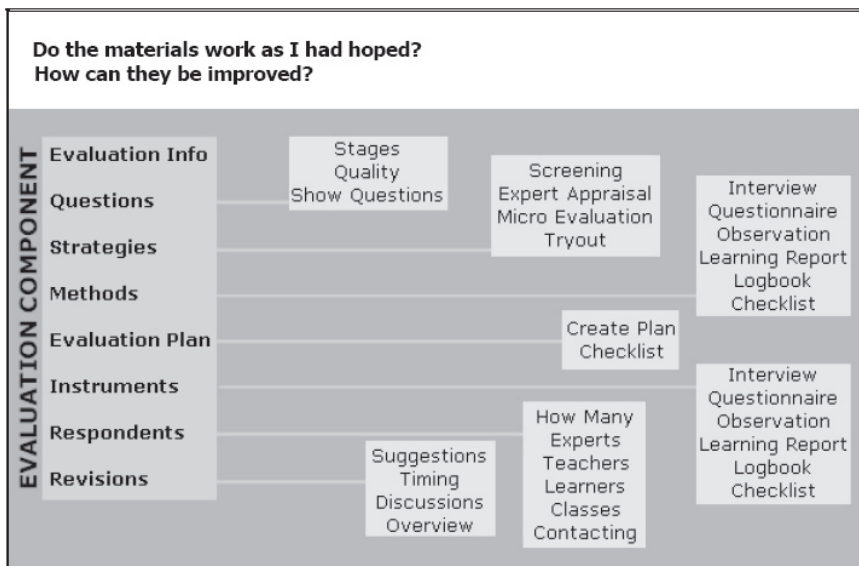 Do the materials work as I had hoped?
How can they be improved?
EVALUATION COMPONENT
Evaluation Info
Questions
Strategies
Methods
Evaluation Plan
Instruments
Respondents
Revisions
Stages
Quality
Show Questions
Screening
Expert Appraisal
Micro Evaluation
Tryout
Interview
Questionnaire
Observation
Learning Report
Logbook
Checklist
Create Plan
Checklist
Interview
Questionnaire
Observation
Learning Report
Logbook
Checklist
How Many
Experts
Teachers
Learners
Classes
Contacting
Suggestions
Timing
Discussions
Overview